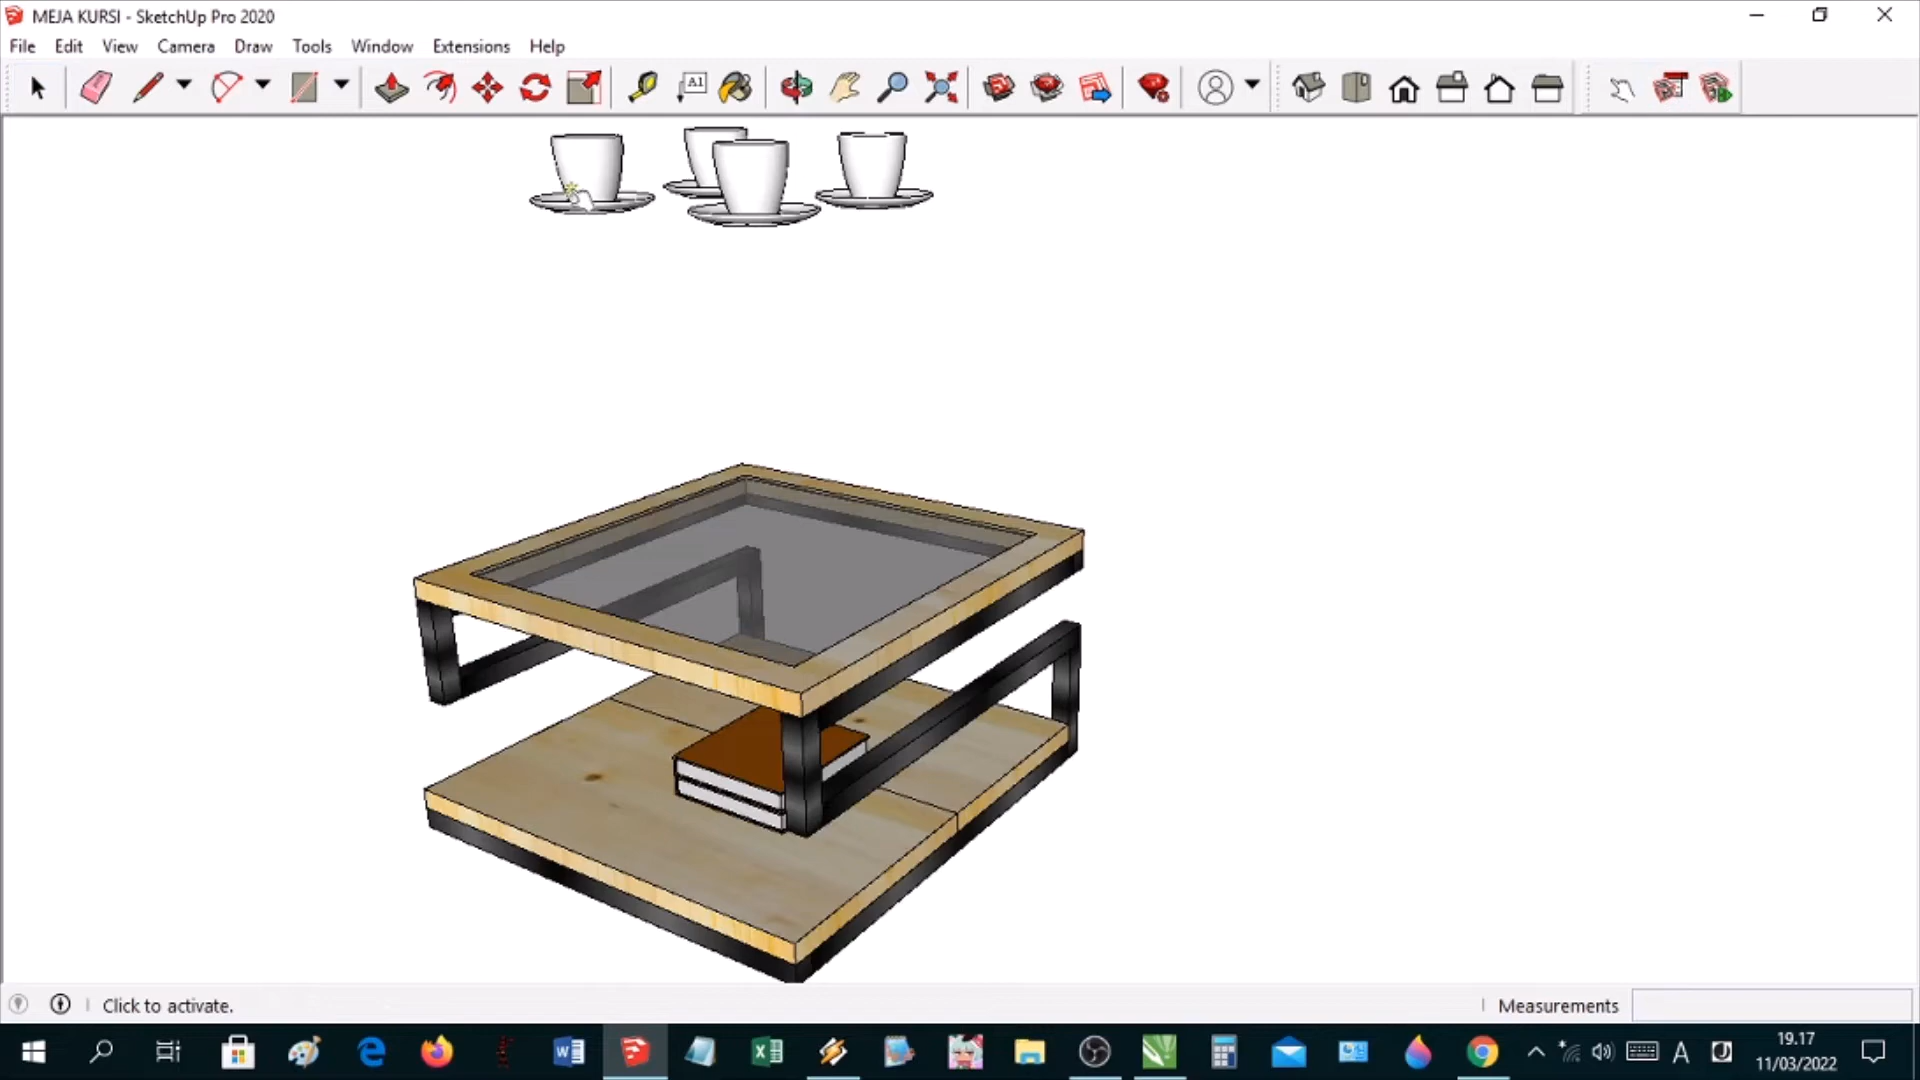 MEJA KURSI - SketchUp Pro 2020
File Edit View Camera Draw Tools Window Extensions Help
A1
Click to activate.
Measurements
A
19.17
11/03/2022